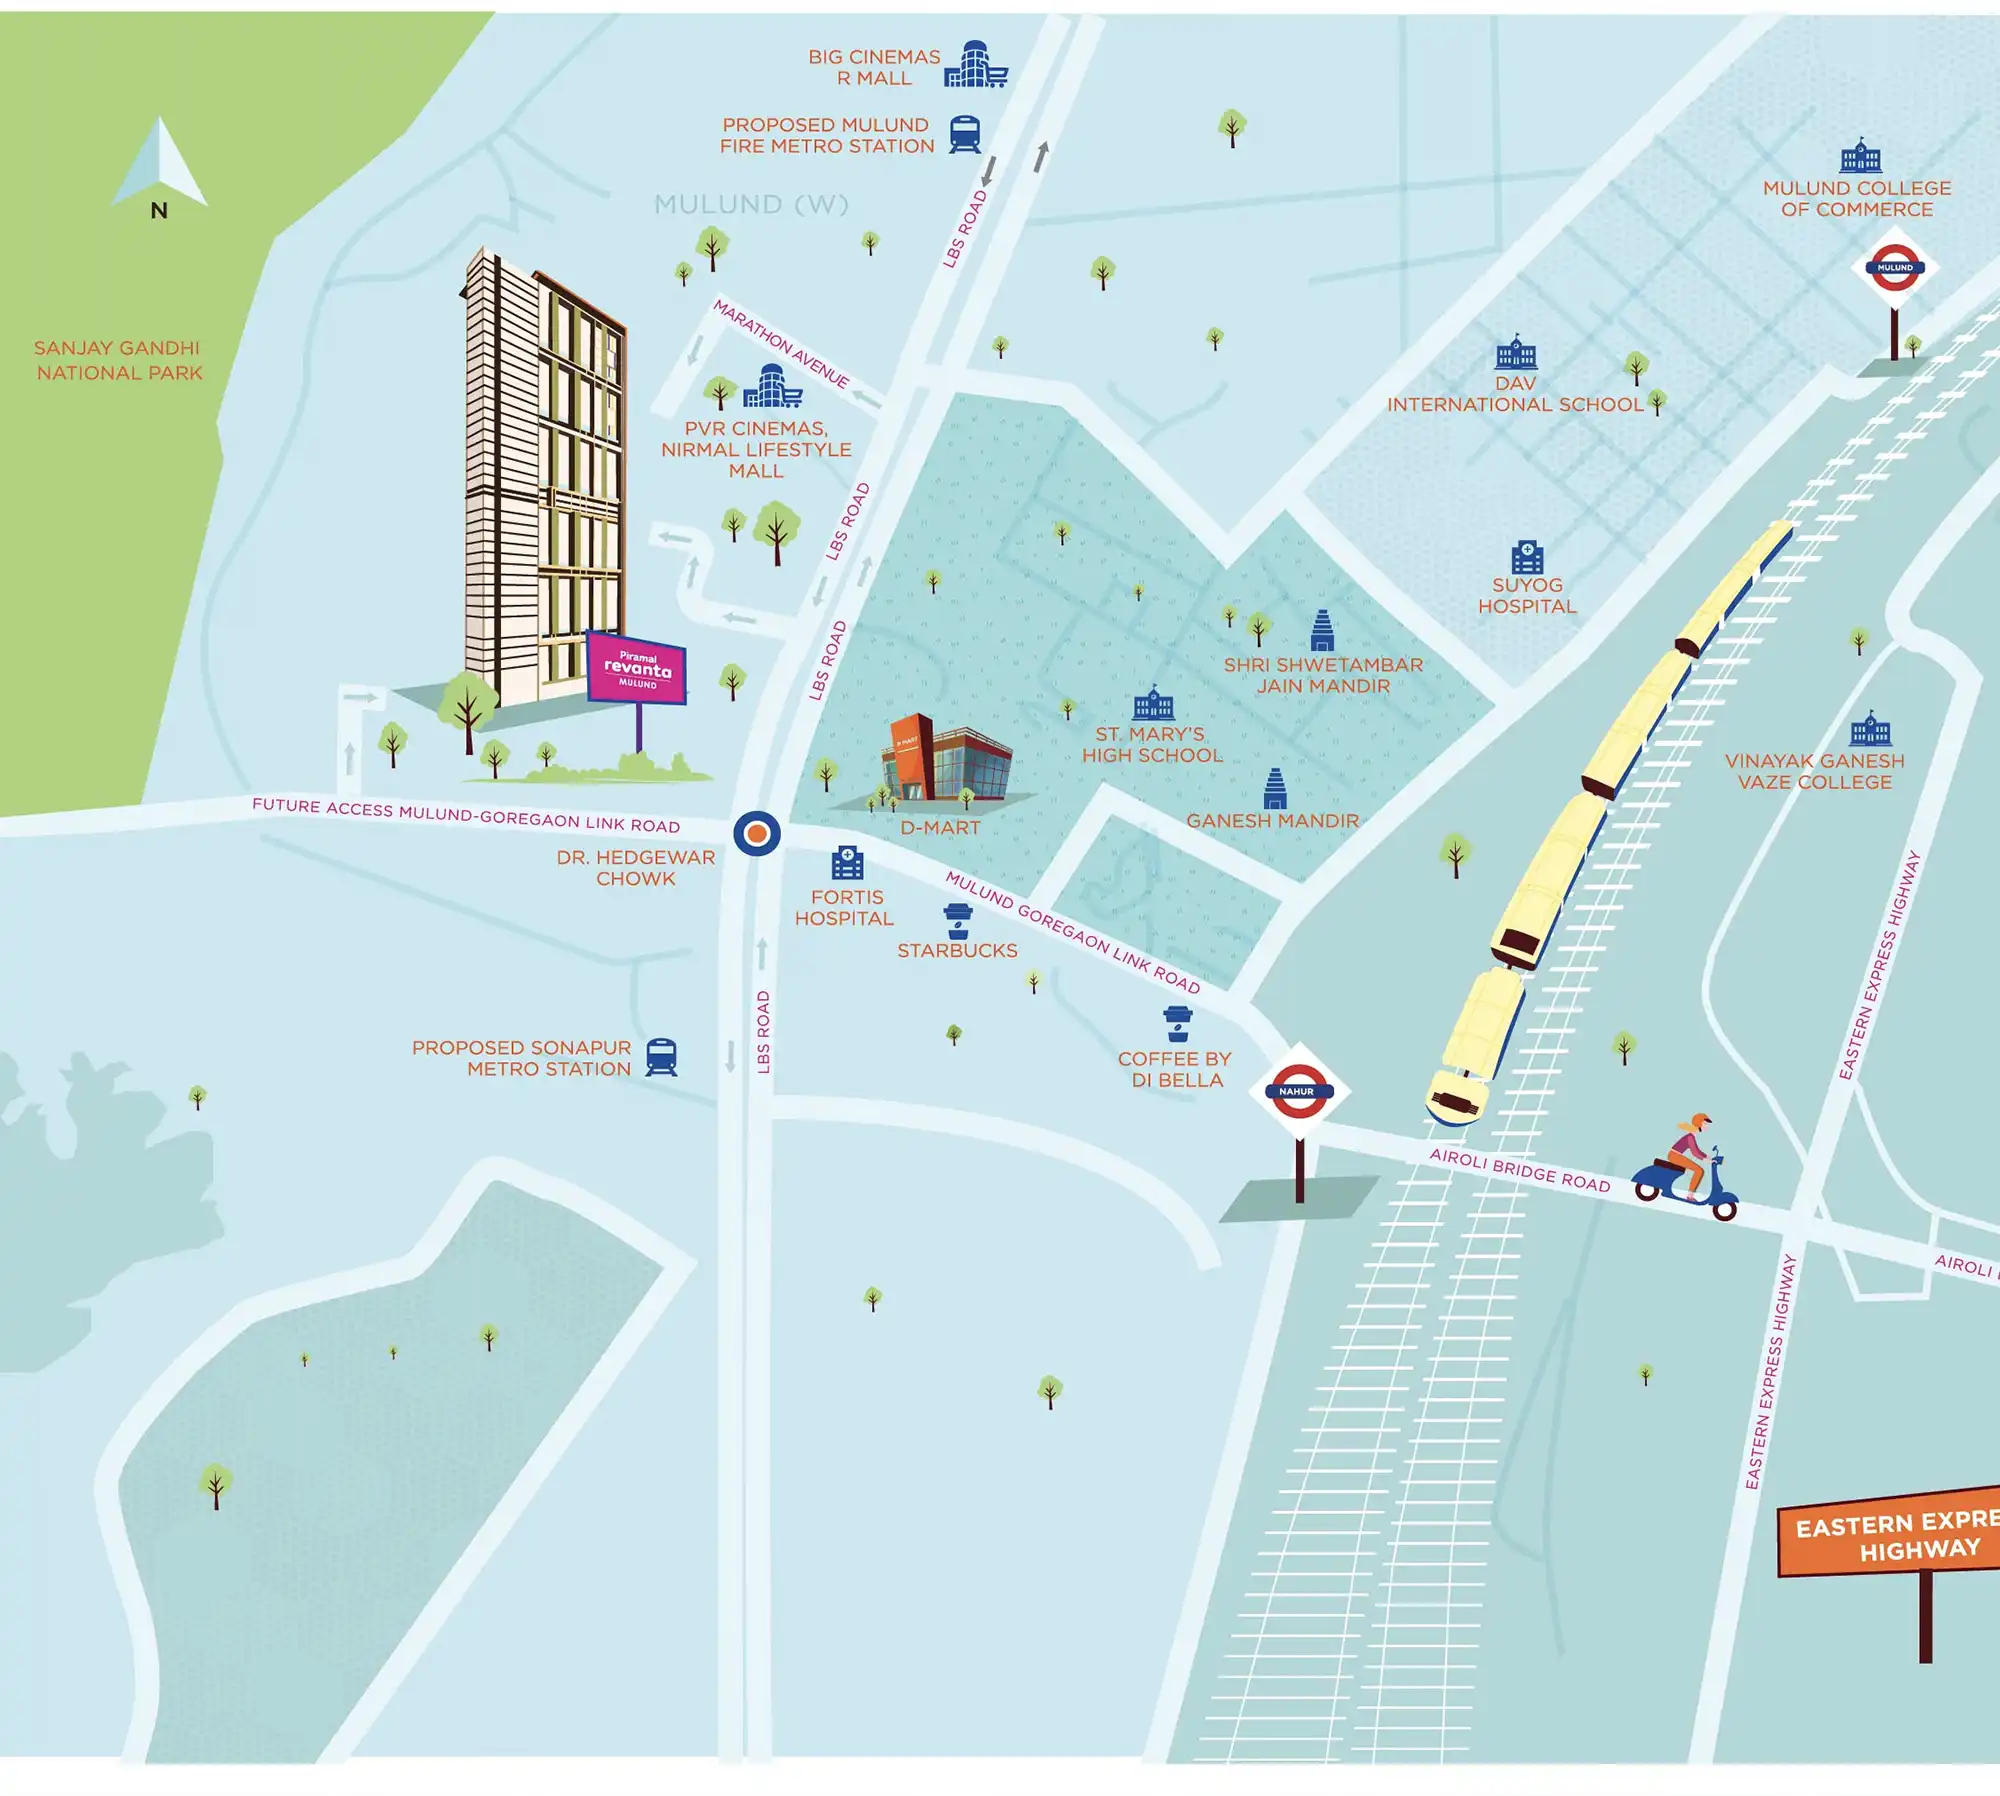 BIG CINEMAS
R MALL
PROPOSED MULUND
FIRE METRO STATION
MULUND (W)
N
SANJAY GANDHI
NATIONAL PARK
LBS ROAD
MARATHON AVENUE
PVR CINEMAS,
NIRMAL LIFESTYLE
MALL
MULUND COLLEGE
OF COMMERCE
MULUND
DAV
INTERNATIONAL SCHOOL
LBS ROAD
SUYOG
HOSPITAL
LBS ROAD
Piramal
revanta
MULUND
SHRI SHWETAMBAR
JAIN MANDIR
ST. MARY'S
HIGH SCHOOL
D MART
D-MART
GANESH MANDIR
VINAYAK GANESH
VAZE COLLEGE
FUTURE ACCESS MULUND-GOREGAON LINK ROAD
DR. HEDGEWAR
CHOWK
FORTIS
HOSPITAL
STARBUCKS
MULUND GOREGAON LINK ROAD
EASTERN EXPRESS HIGHWAY
LBS ROAD
PROPOSED SONAPUR
METRO STATION
COFFEE BY
DI BELLA
NAHUR
AIROLI BRIDGE ROAD
AIROLI
EASTERN EXPRESS HIGHWAY
EASTERN EXPRE
HIGHWAY